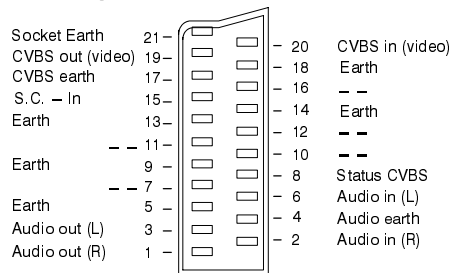 Socket Earth 21 –
CVBS out (video) 19 –
CVBS earth 17 –
S.C. – In 15 –
Earth 13 –
– – 11 –
Earth 9 –
– – 7 –
Earth 5 –
Audio out (L) 3 –
Audio out (R) 1 –
– 20 CVBS in (video)
– 18 Earth
– 16 – –
– 14 Earth
– 12 – –
– 10 – –
– 8 Status CVBS
– 6 Audio in (L)
– 4 Audio earth
– 2 Audio in (R)